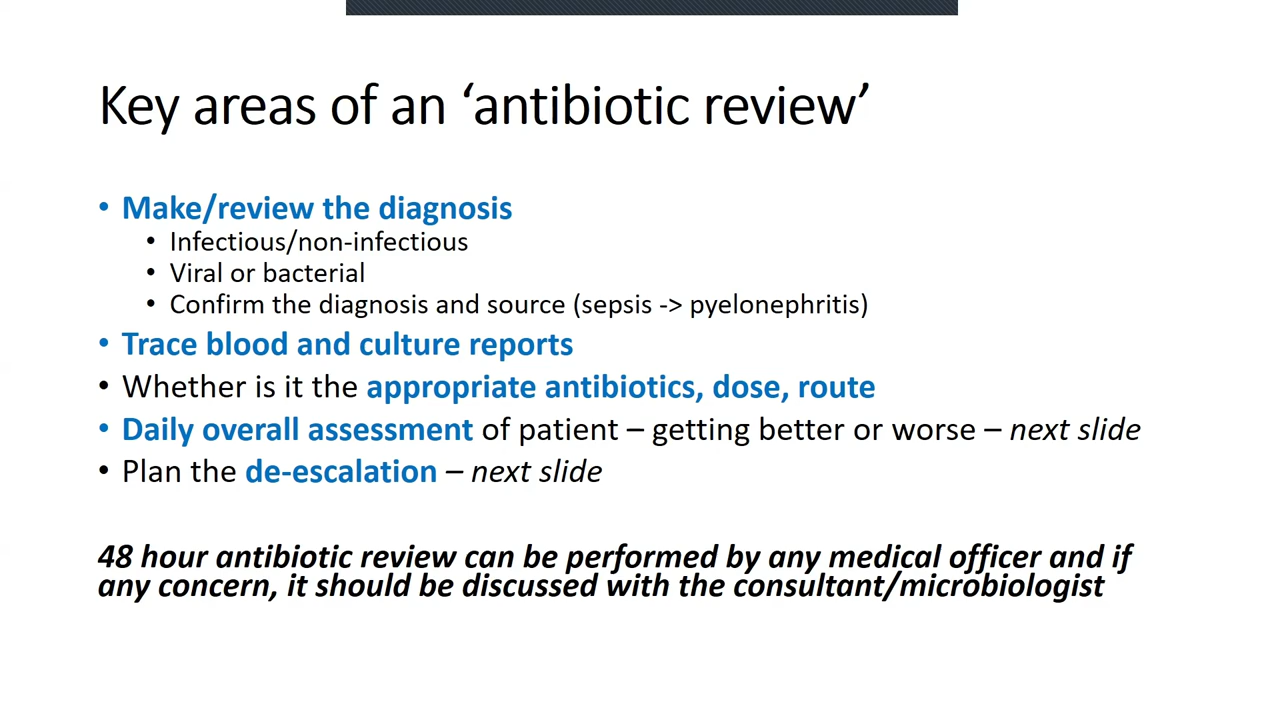 Key areas of an ‘antibiotic review’
• Make/review the diagnosis
• Infectious/non-infectious
• Viral or bacterial
• Confirm the diagnosis and source (sepsis -> pyelonephritis)
• Trace blood and culture reports
• Whether is it the appropriate antibiotics, dose, route
• Daily overall assessment of patient – getting better or worse – next slide
• Plan the de-escalation – next slide
48 hour antibiotic review can be performed by any medical officer and if
any concern, it should be discussed with the consultant/microbiologist